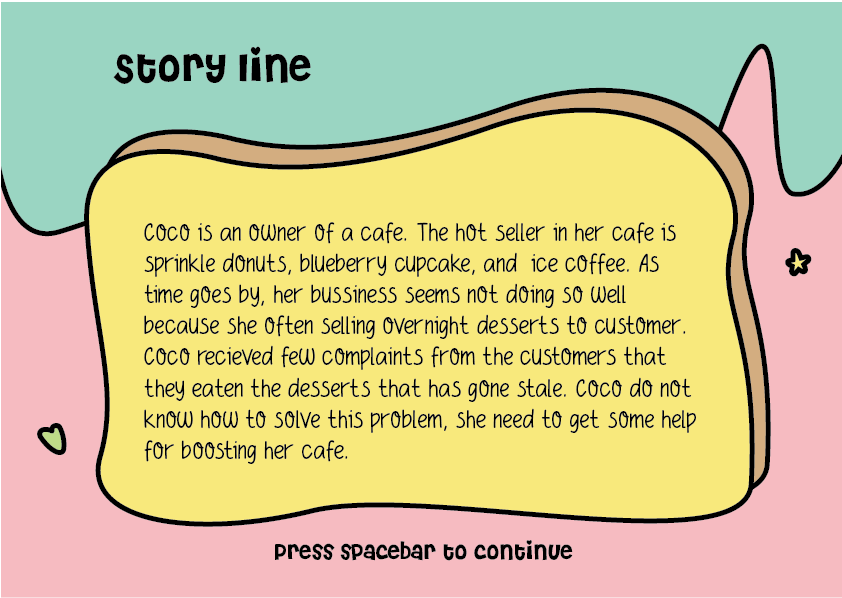 Story line
Coco is an owner of a cafe. The hot seller in her cafe is
sprinkle donuts, blueberry cupcake, and ice coffee. As
time goes by, her bussiness seems not doing so well
because she often selling overnight desserts to customer.
Coco recieved few complaints from the customers that
they eaten the desserts that has gone stale. Coco do not
know how to solve this problem, she need to get some help
for boosting her cafe.
Press spacebar to continue